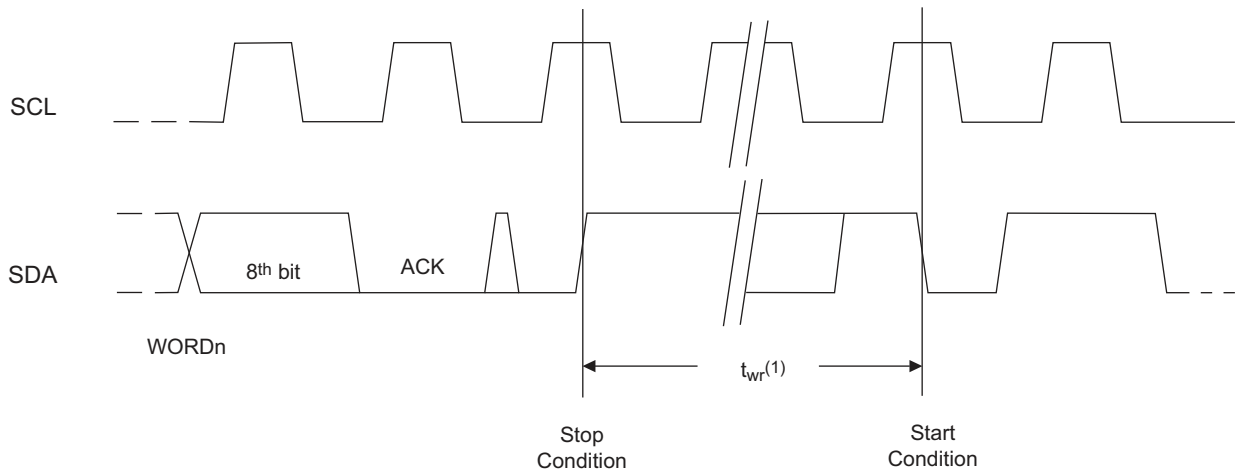 SCL
SDA
8th bit
ACK
WORDn
twr(1)
Stop
Condition
Start
Condition